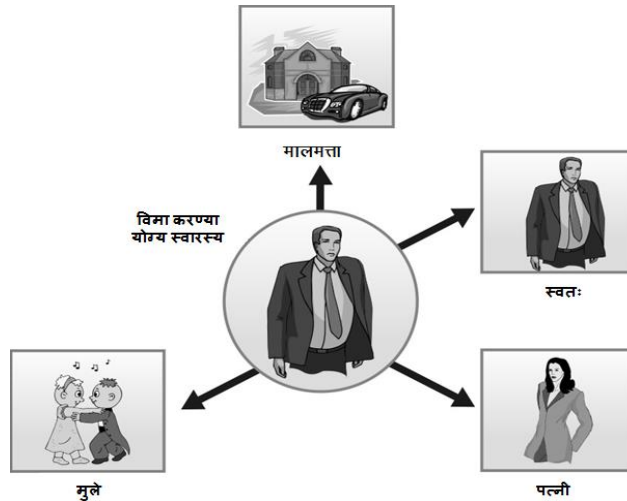 मालमत्ता
विमा करण्या
योग्य स्वारस्य
स्वतः
मुले
पत्नी